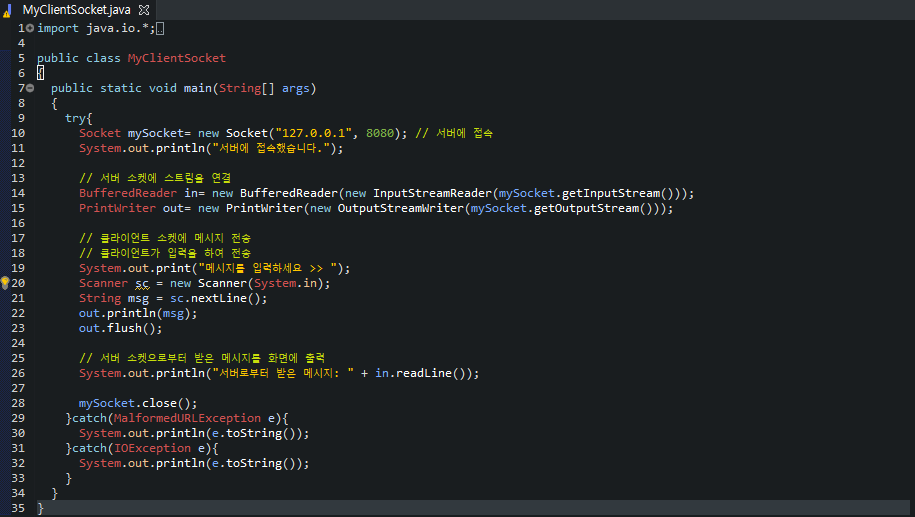 MyClientSocket.java
1 import java.io.*;
4
5 public class MyClientSocket
6 {
7 public static void main(String[] args)
8 {
9 try{
10 Socket mySocket= new Socket("127.0.0.1", 8080); // 서버에 접속
11 System.out.println("서버에 접속했습니다.");
12
13 // 서버 소켓에 스트림을 연결
14 BufferedReader in= new BufferedReader(new InputStreamReader(mySocket.getInputStream()));
15 PrintWriter out= new PrintWriter(new OutputStreamWriter(mySocket.getOutputStream()));
16
17 // 클라이언트 소켓에 메시지 전송
18 // 클라이언트가 입력을 하여 전송
19 System.out.print("메시지를 입력하세요 >> ");
20 Scanner sc = new Scanner(System.in);
21 String msg = sc.nextLine();
22 out.println(msg);
23 out.flush();
24
25 // 서버 소켓으로부터 받은 메시지를 화면에 출력
26 System.out.println("서버로부터 받은 메시지: " + in.readLine());
27
28 mySocket.close();
29 }catch(MalformedURLException e){
30 System.out.println(e.toString());
31 }catch(IOException e){
32 System.out.println(e.toString());
33 }
34 }
35 }